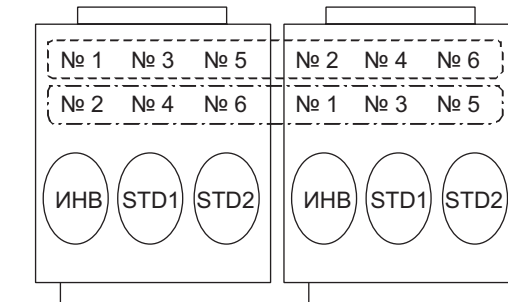 № 1 № 3 № 5 № 2 № 4 № 6
№ 2 № 4 № 6 № 1 № 3 № 5
ИНВ STD1 STD2 ИНВ STD1 STD2